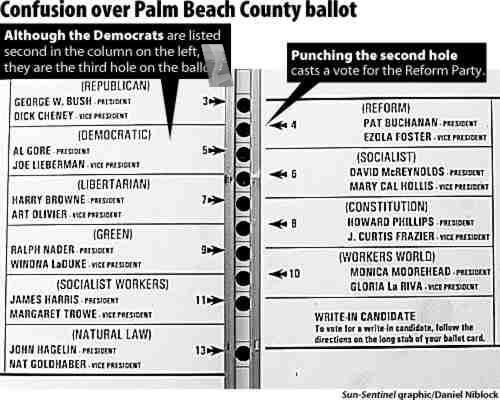 Confusion over Palm Beach County ballot
Although the Democrats are listed
second in the column on the left,
they are the third hole on the
Punching the second hole
casts a vote for the Reform Party.
(REPUBLICAN)
GEORGE W. BUSH - PRESIDENT
DICK CHENEY - VICE PRESIDENT
3
(DEMOCRATIC)
AL GORE - PRESIDENT
JOE LIEBERMAN - VICE PRESIDENT
5
(LIBERTARIAN)
HARRY BROWNE - PRESIDENT
ART OLIVIER - VICE PRESIDENT
7
(GREEN)
RALPH NADER - PRESIDENT
WINONA LaDUKE - VICE PRESIDENT
9
(SOCIALIST WORKERS)
JAMES HARRIS - PRESIDENT
MARGARET TROWE - VICE PRESIDENT
11
(NATURAL LAW)
JOHN HAGELIN - PRESIDENT
NAT GOLDHABER - VICE PRESIDENT
13
(REFORM)
4
PAT BUCHANAN - PRESIDENT
EZOLA FOSTER - VICE PRESIDENT
(SOCIALIST)
6
DAVID McREYNOLDS - PRESIDENT
MARY CAL HOLLIS - VICE PRESIDENT
(CONSTITUTION)
8
HOWARD PHILLIPS - PRESIDENT
J. CURTIS FRAZIER - VICE PRESIDENT
(WORKERS WORLD)
10
MONICA MOOREHEAD - PRESIDENT
GLORIA La RIVA - VICE PRESIDENT
WRITE-IN CANDIDATE
To vote for a write-in candidate, follow the
directions on the long stub of your ballot card.
Sun-Sentinel graphic/Daniel Niblock